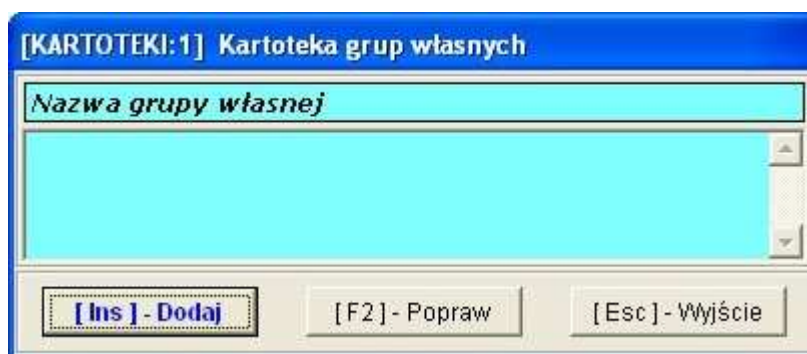 [KARTOTEKI:1] Kartoteka grup własnych
Nazwa grupy własnej
[ Ins ] - Dodaj [ F2 ] - Popraw [ Esc ] - Wyjście